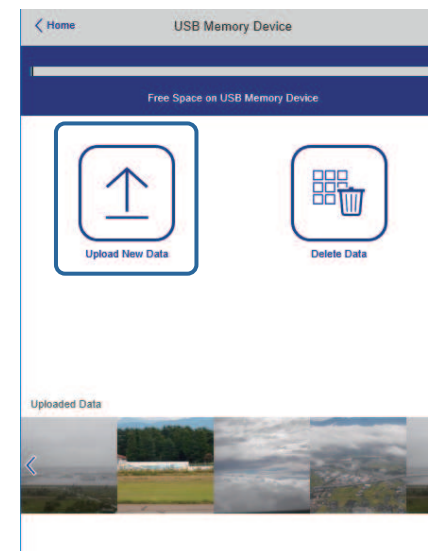 Home
USB Memory Device
Free Space on USB Memory Device
Upload New Data
Delete Data
Uploaded Data